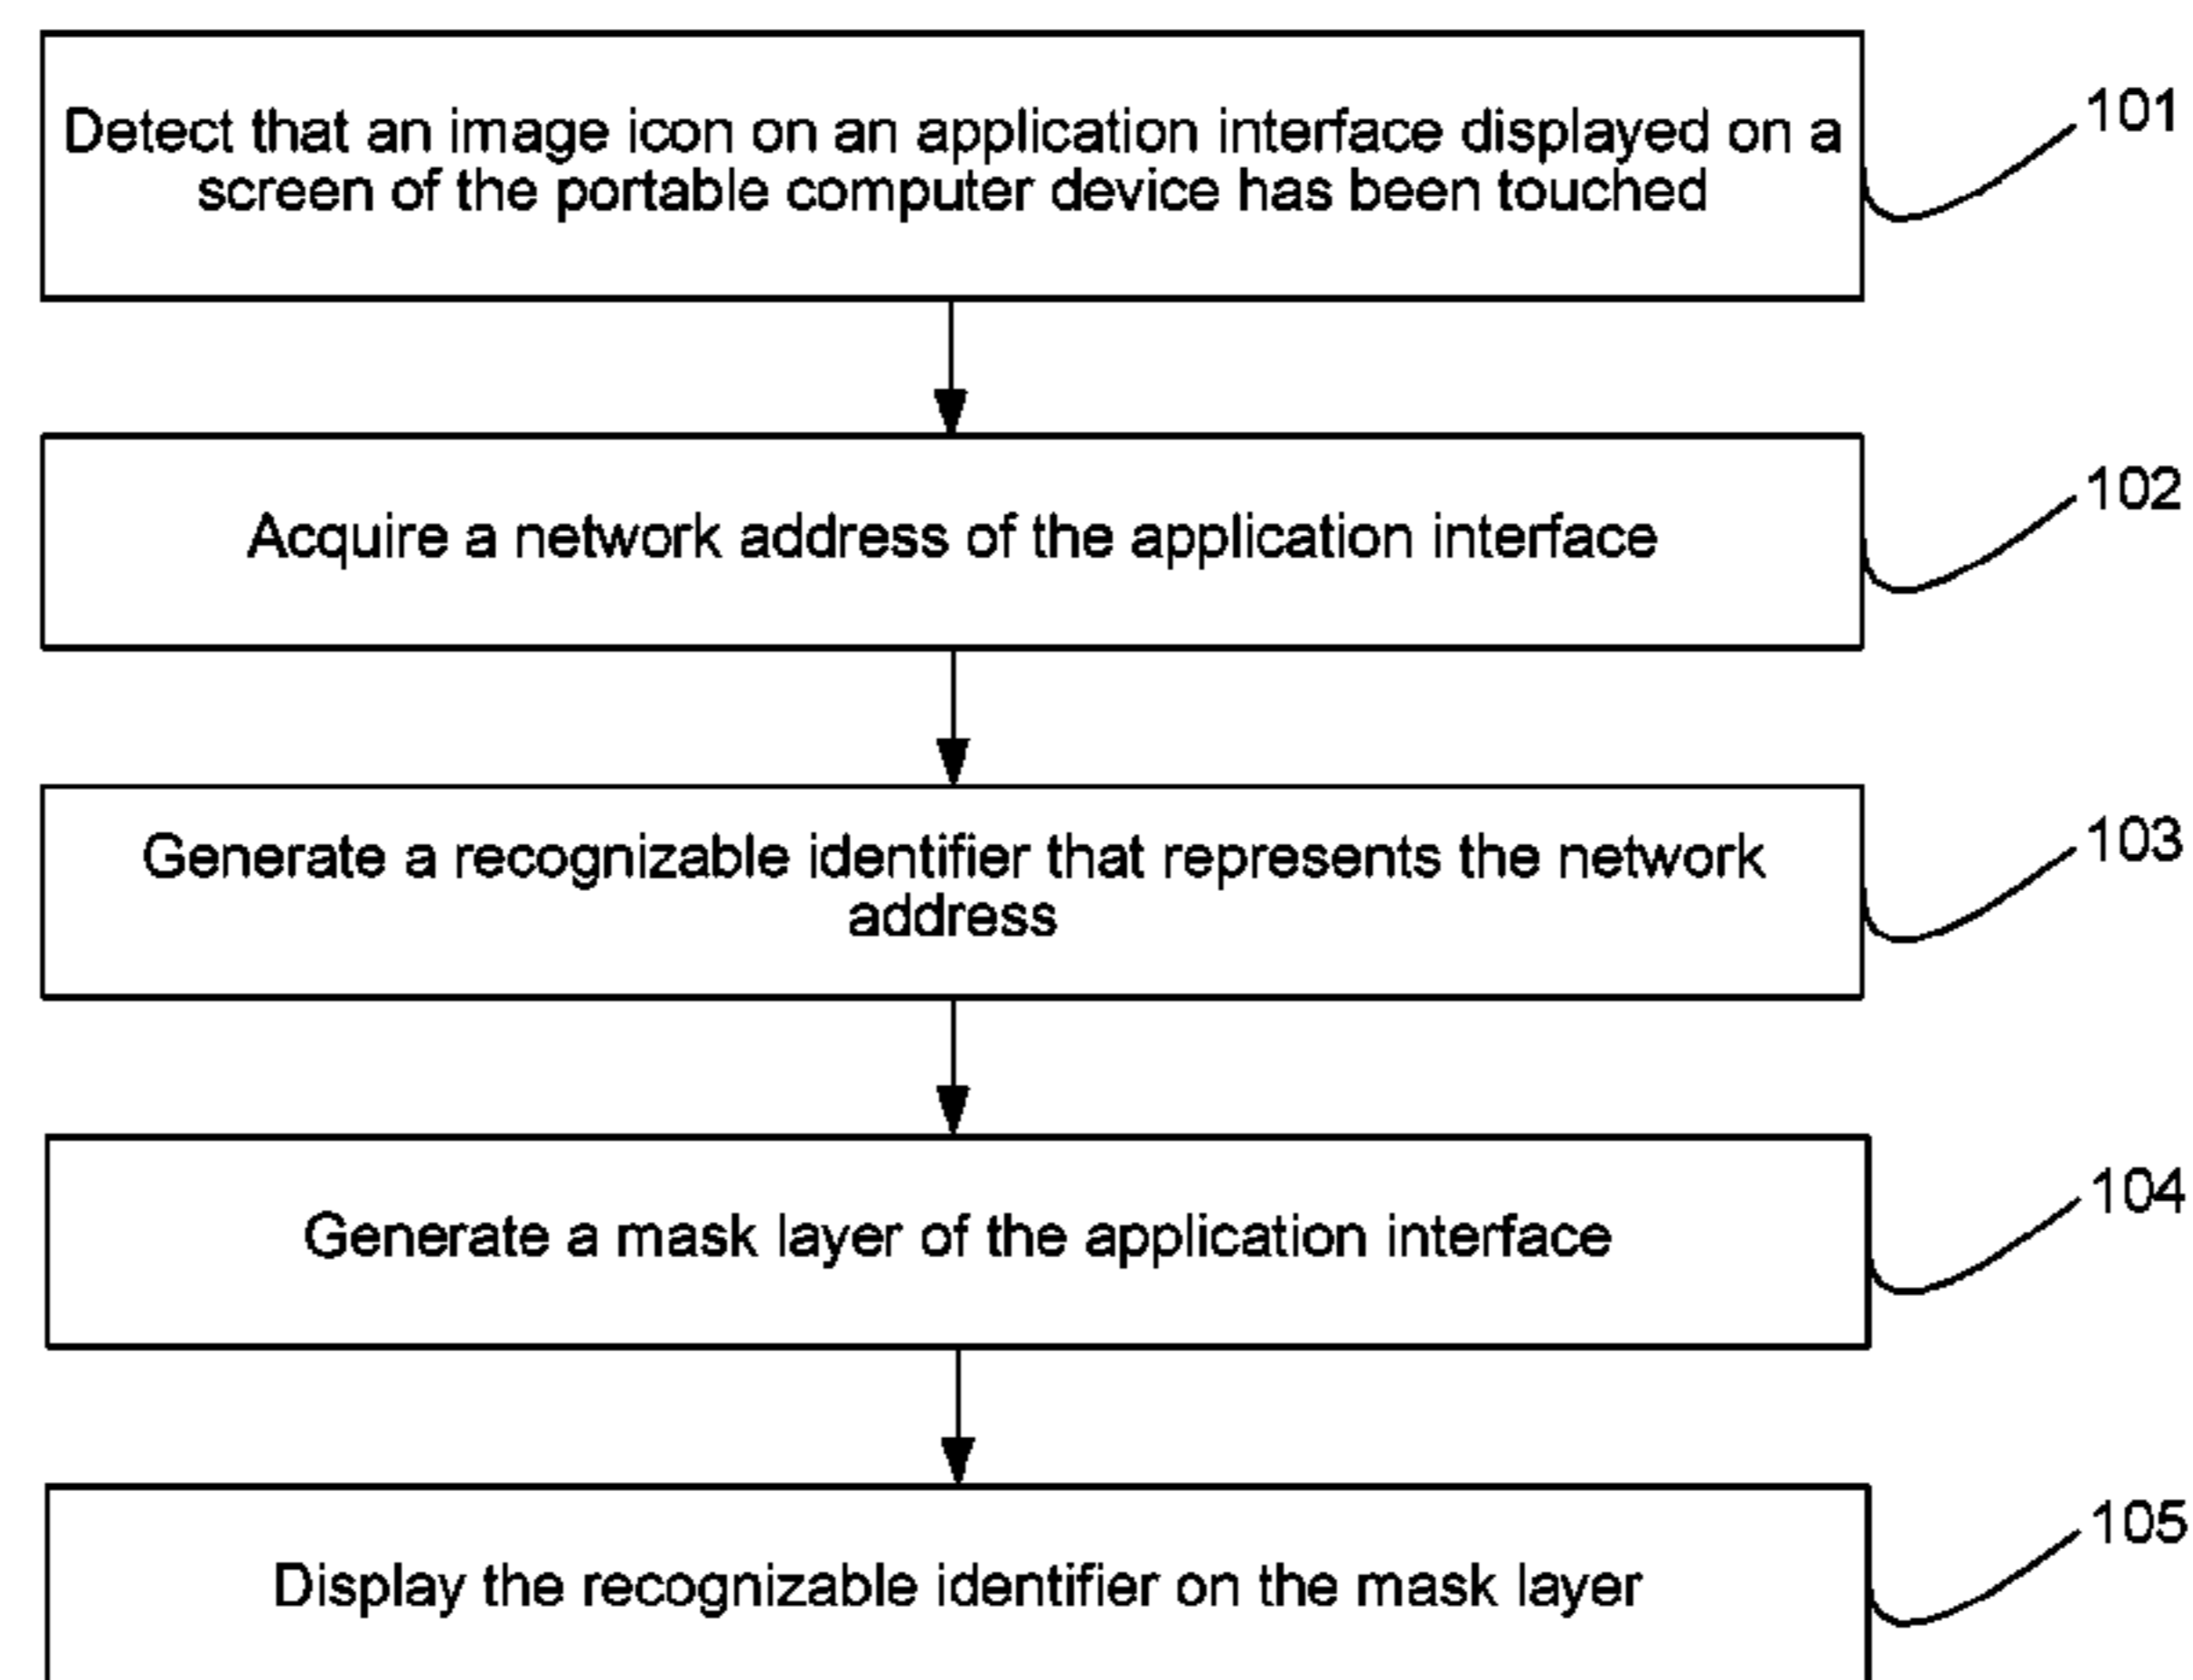 Detect that an image icon on an application interface displayed on a
screen of the portable computer device has been touched
101
Acquire a network address of the application interface
102
Generate a recognizable identifier that represents the network
address
103
Generate a mask layer of the application interface
104
Display the recognizable identifier on the mask layer
105